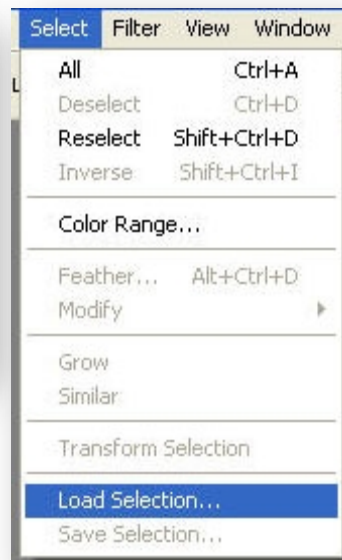 Select Filter View Window
All Ctrl+A
Deselect Ctrl+D
Reselect Shift+Ctrl+D
Inverse Shift+Ctrl+I
Color Range...
Feather... Alt+Ctrl+D
Modify
Grow
Similar
Transform Selection
Load Selection...
Save Selection...